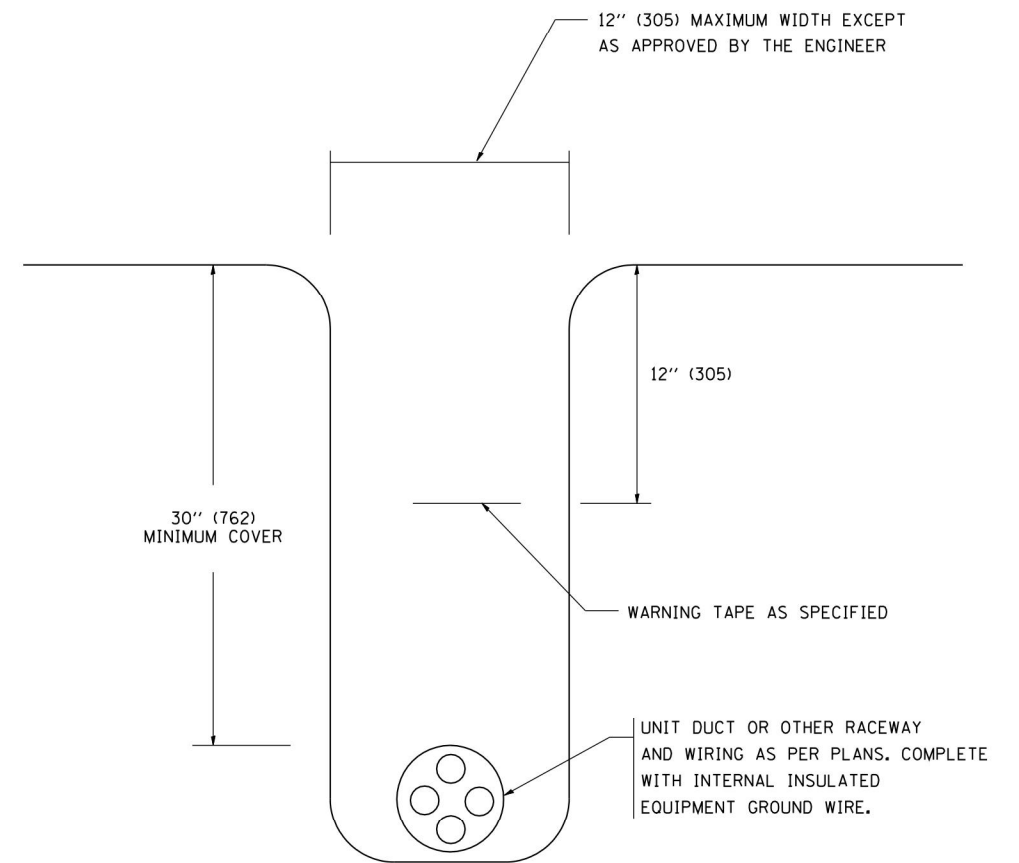 12'' (305) MAXIMUM WIDTH EXCEPT
AS APPROVED BY THE ENGINEER
12'' (305)
30'' (762)
MINIMUM COVER
WARNING TAPE AS SPECIFIED
UNIT DUCT OR OTHER RACEWAY
AND WIRING AS PER PLANS. COMPLETE
WITH INTERNAL INSULATED
EQUIPMENT GROUND WIRE.